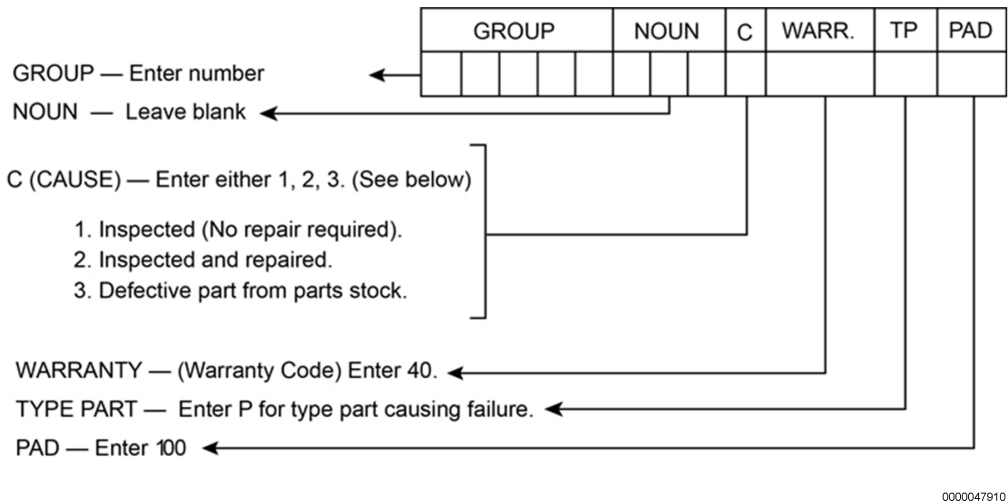 GROUP NOUN C WARR. TP PAD
GROUP — Enter number
NOUN — Leave blank
C (CAUSE) — Enter either 1, 2, 3. (See below)
1. Inspected (No repair required).
2. Inspected and repaired.
3. Defective part from parts stock.
WARRANTY — (Warranty Code) Enter 40.
TYPE PART — Enter P for type part causing failure.
PAD — Enter 100
0000047910